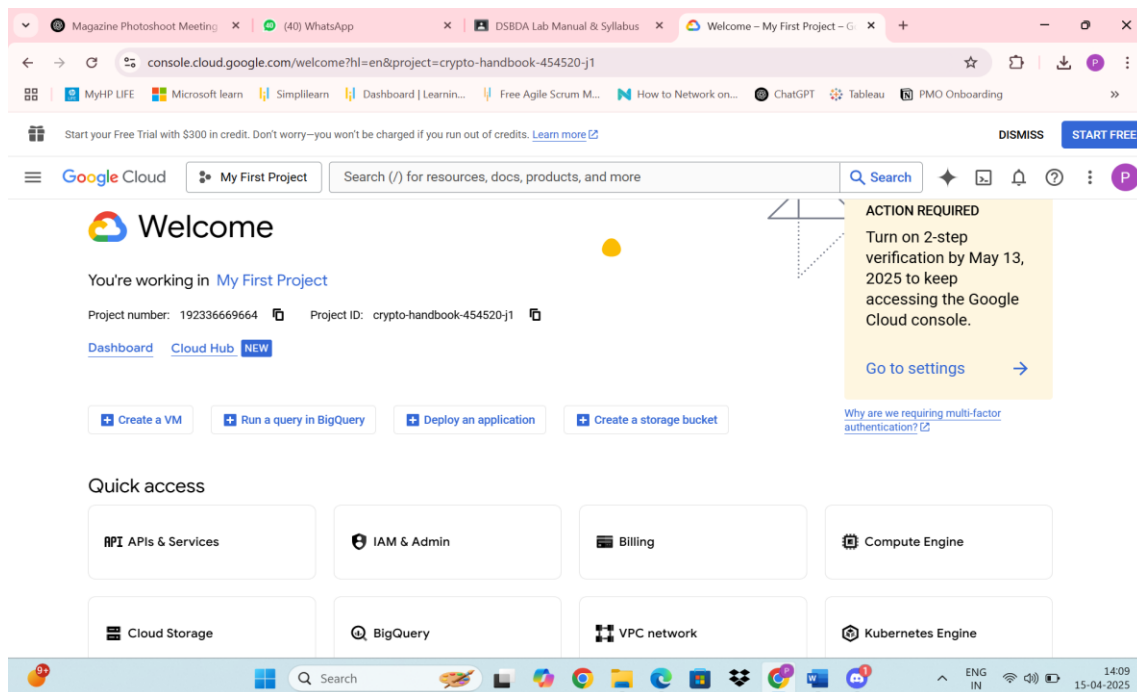 Magazine Photoshoot Meeting
(40) WhatsApp
DSBDA Lab Manual & Syllabus
Welcome – My First Project – G
console.cloud.google.com/welcome?hl=en&project=crypto-handbook-454520-j1
P
MyHP LIFE
Microsoft learn
Simplilearn
Dashboard | Learnin...
Free Agile Scrum M...
How to Network on...
ChatGPT
Tableau
PMO Onboarding
»
Start your Free Trial with $300 in credit. Don't worry—you won't be charged if you run out of credits. Learn more
DISMISS
START FREE
Google Cloud
My First Project
Search (/) for resources, docs, products, and more
Search
P
Welcome
You're working in My First Project
Project number: 192336669664
Project ID: crypto-handbook-454520-j1
Dashboard
Cloud Hub NEW
ACTION REQUIRED
Turn on 2-step
verification by May 13,
2025 to keep
accessing the Google
Cloud console.
Go to settings
Why are we requiring multi-factor
authentication?
Create a VM
Run a query in BigQuery
Deploy an application
Create a storage bucket
Quick access
API APIs & Services
IAM & Admin
Billing
Compute Engine
Cloud Storage
BigQuery
VPC network
Kubernetes Engine
9+
Search
P
W
1
ENG
IN
14:09
15-04-2025